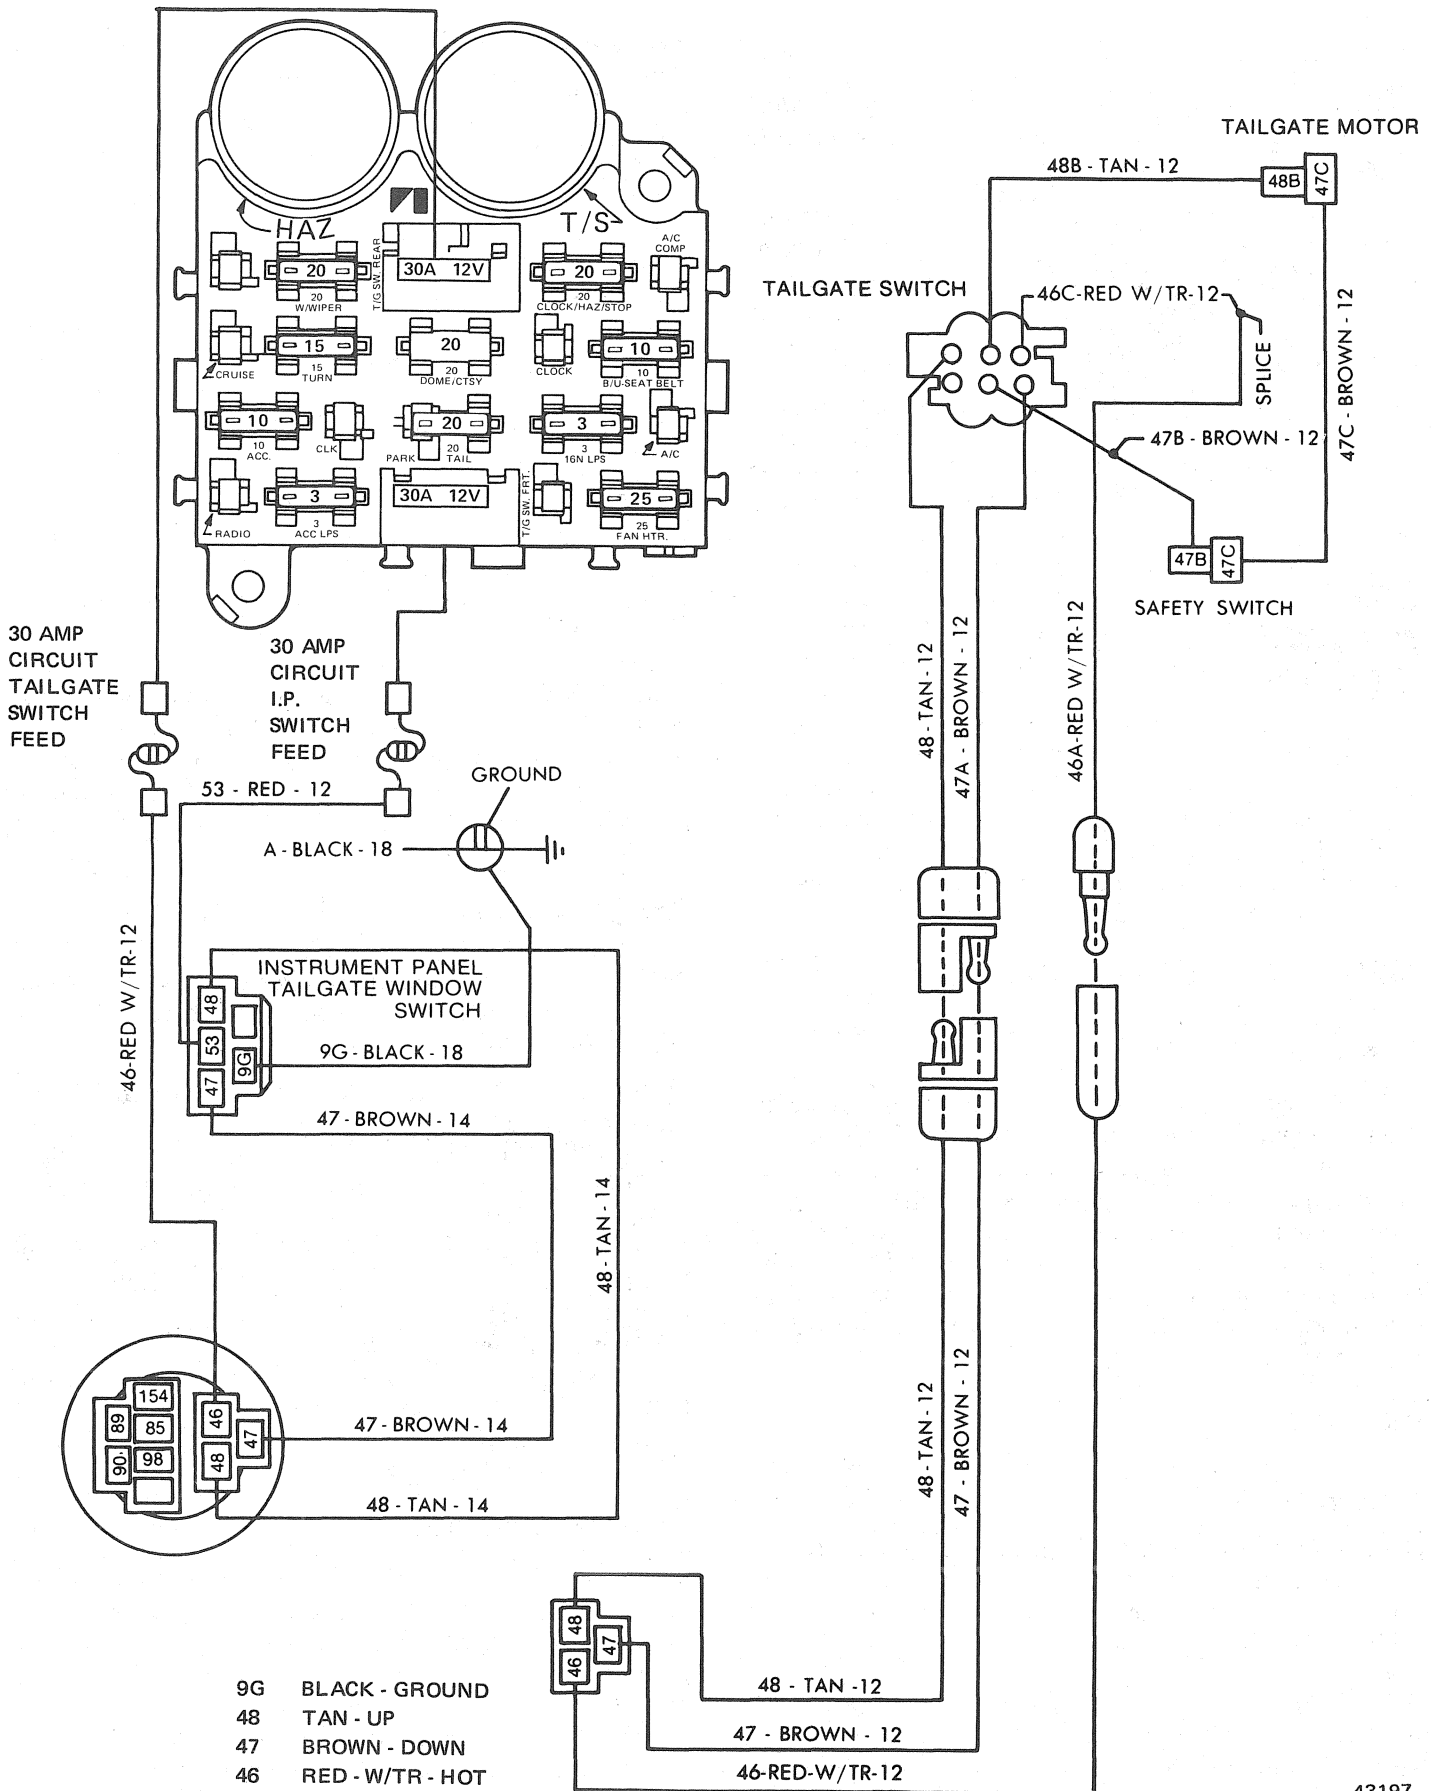 TAILGATE MOTOR
48B - TAN - 12
48B
47C
HAZ
T/S
A/C
COMP
T/G SW. REAR
30A 12V
20
20
W/WIPER
20
20
CLOCK/HAZ/STOP
TAILGATE SWITCH
46C-RED W/TR-12
SPLICE
47C - BROWN - 12
CRUISE
15
15
TURN
20
20
DOME/CTSY
CLOCK
10
10
B/U-SEAT BELT
10
10
ACC.
CLK
PARK
20
20
TAIL
3
3
16N LPS
A/C
47B - BROWN - 12
RADIO
3
3
ACC LPS
30A 12V
T/G SW. FRT.
25
25
FAN HTR.
47B
47C
SAFETY SWITCH
30 AMP
CIRCUIT
TAILGATE
SWITCH
FEED
30 AMP
CIRCUIT
I.P.
SWITCH
FEED
48 - TAN - 12
47A - BROWN - 12
46A-RED W/TR-12
53 - RED - 12
GROUND
A - BLACK - 18
46-RED W/TR-12
INSTRUMENT PANEL
TAILGATE WINDOW
SWITCH
48
53
9G
47
9G - BLACK - 18
47 - BROWN - 14
48 - TAN - 14
154
89
85
90
98
46
47
48
47 - BROWN - 14
48 - TAN - 14
48 - TAN - 12
47 - BROWN - 12
48
47
46
48 - TAN -12
47 - BROWN - 12
46-RED-W/TR-12
9G BLACK - GROUND
48 TAN - UP
47 BROWN - DOWN
46 RED - W/TR - HOT
43197